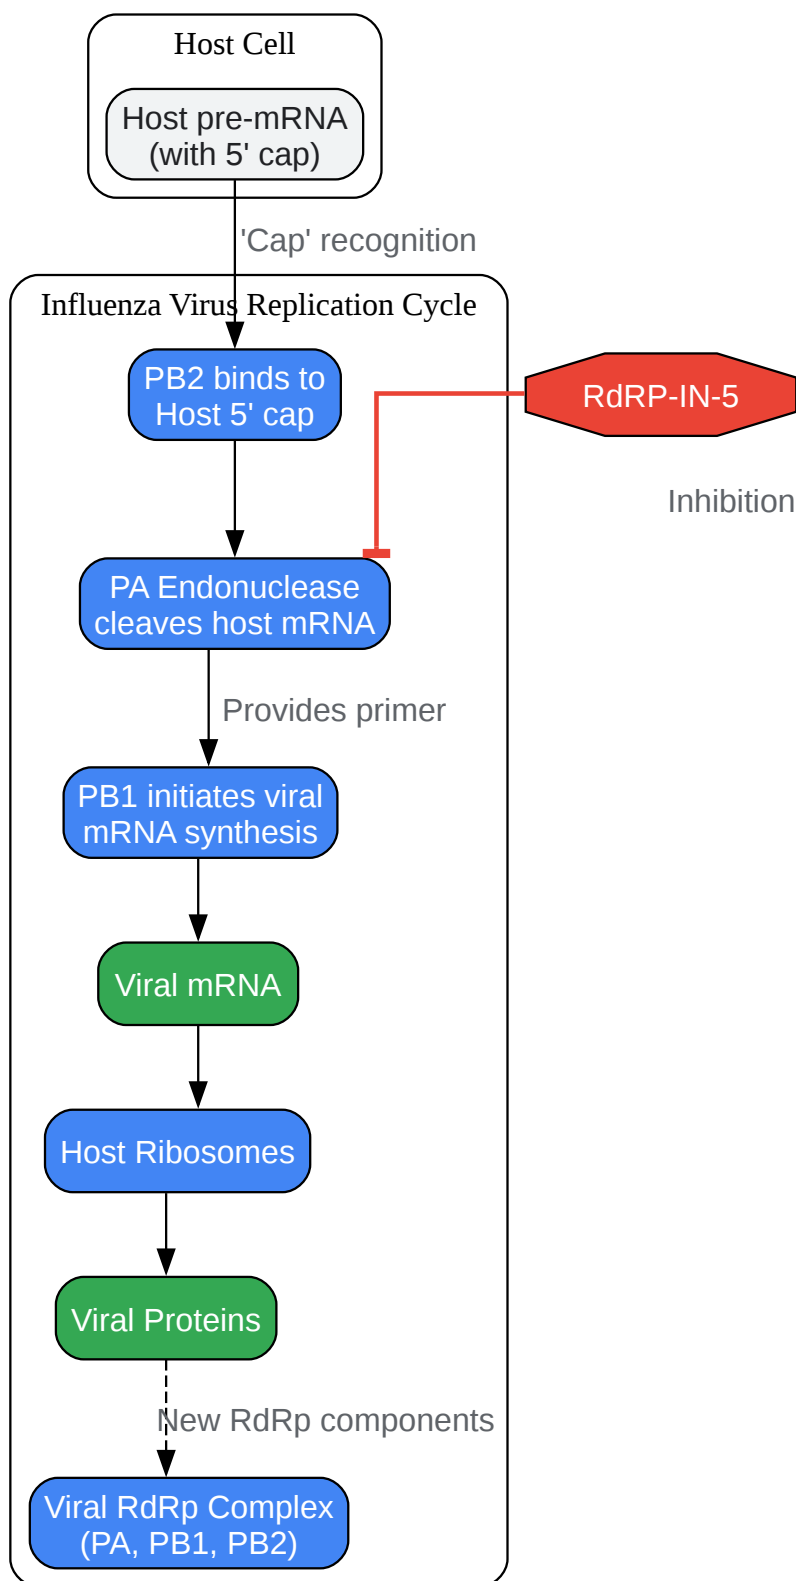 Host Cell
Host pre-mRNA
(with 5' cap)
'Cap' recognition
Influenza Virus Replication Cycle
PB2 binds to
Host 5' cap
RdRP-IN-5
Inhibition
PA Endonuclease
cleaves host mRNA
Provides primer
PB1 initiates viral
mRNA synthesis
Viral mRNA
Host Ribosomes
Viral Proteins
New RdRp components
Viral RdRp Complex
(PA, PB1, PB2)